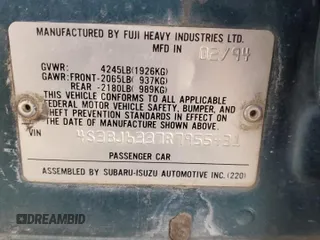 MANUFACTURED BY FUJI HEAVY INDUSTRIES LTD.
MFD IN 02/94
GVWR: 4245LB(1926KG)
GAWR:FRONT-2065LB( 937KG)
REAR -2180LB( 989KG)
THIS VEHICLE CONFORMS TO ALL APPLICABLE
FEDERAL MOTOR VEHICLE SAFETY, BUMPER, AND
THEFT PREVENTION STANDARDS IN EFFECT ON THE
DATE OF MANUFACTURE SHOWN ABOVE.
VIN
PASSENGER CAR
ASSEMBLED BY SUBARU-ISUZU AUTOMOTIVE INC.(220)
DREAMBID